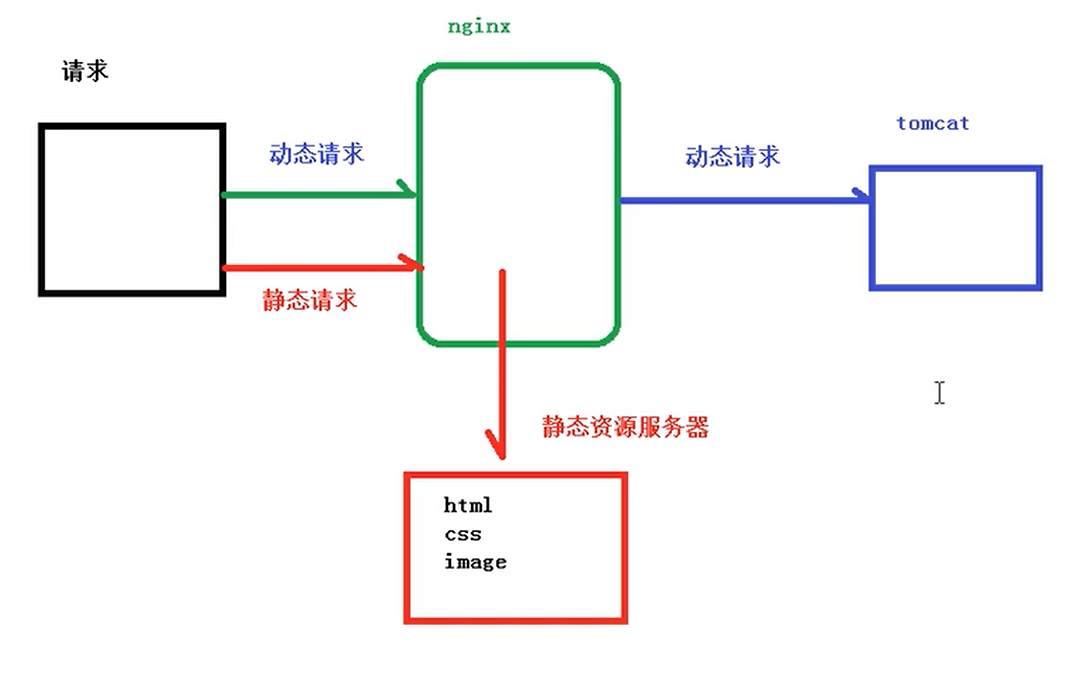 nginx
请求
tomcat
动态请求
动态请求
静态请求
静态资源服务器
html
css
image